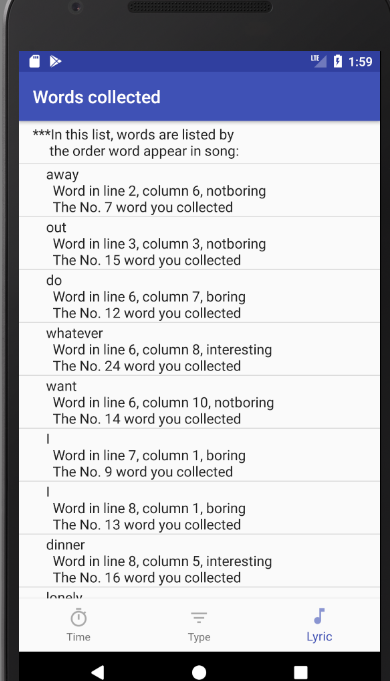 LTE 1:59
Words collected
***In this list, words are listed by
the order word appear in song:
away
Word in line 2, column 6, notboring
The No. 7 word you collected
out
Word in line 3, column 3, notboring
The No. 15 word you collected
do
Word in line 6, column 7, boring
The No. 12 word you collected
whatever
Word in line 6, column 8, interesting
The No. 24 word you collected
want
Word in line 6, column 10, notboring
The No. 14 word you collected
I
Word in line 7, column 1, boring
The No. 9 word you collected
I
Word in line 8, column 1, boring
The No. 13 word you collected
dinner
Word in line 8, column 5, interesting
The No. 16 word you collected
lonely
Time Type Lyric